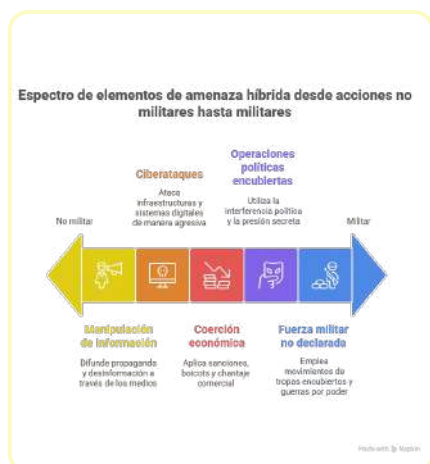 Espectro de elementos de amenaza híbrida desde acciones no
militares hasta militares
Operaciones
políticas
encubiertas
Ciberataques
Ataca
infraestructuras y
sistemas digitales
de manera agresiva
Utiliza la
interferencia política
y la presión secreta
No militar
Militar
Manipulación
de información
Difunde propaganda
y desinformación a
través de los medios
Coerción
económica
Aplica sanciones,
boicots y chantaje
comercial
Fuerza militar
no declarada
Emplea
movimientos de
tropas encubiertos y
guerras por poder
Made with Napkin